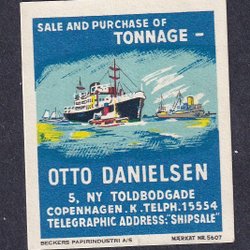 SALE AND PURCHASE OF
TONNAGE -
OTTO DANIELSEN
5, NY TOLDBODGADE
COPENHAGEN. K. TELPH. 15554
TELEGRAPHIC ADDRESS: "SHIPSALE"
BECKERS PAPIRINDUSTRI A/S MÆRKAT NR. 5607